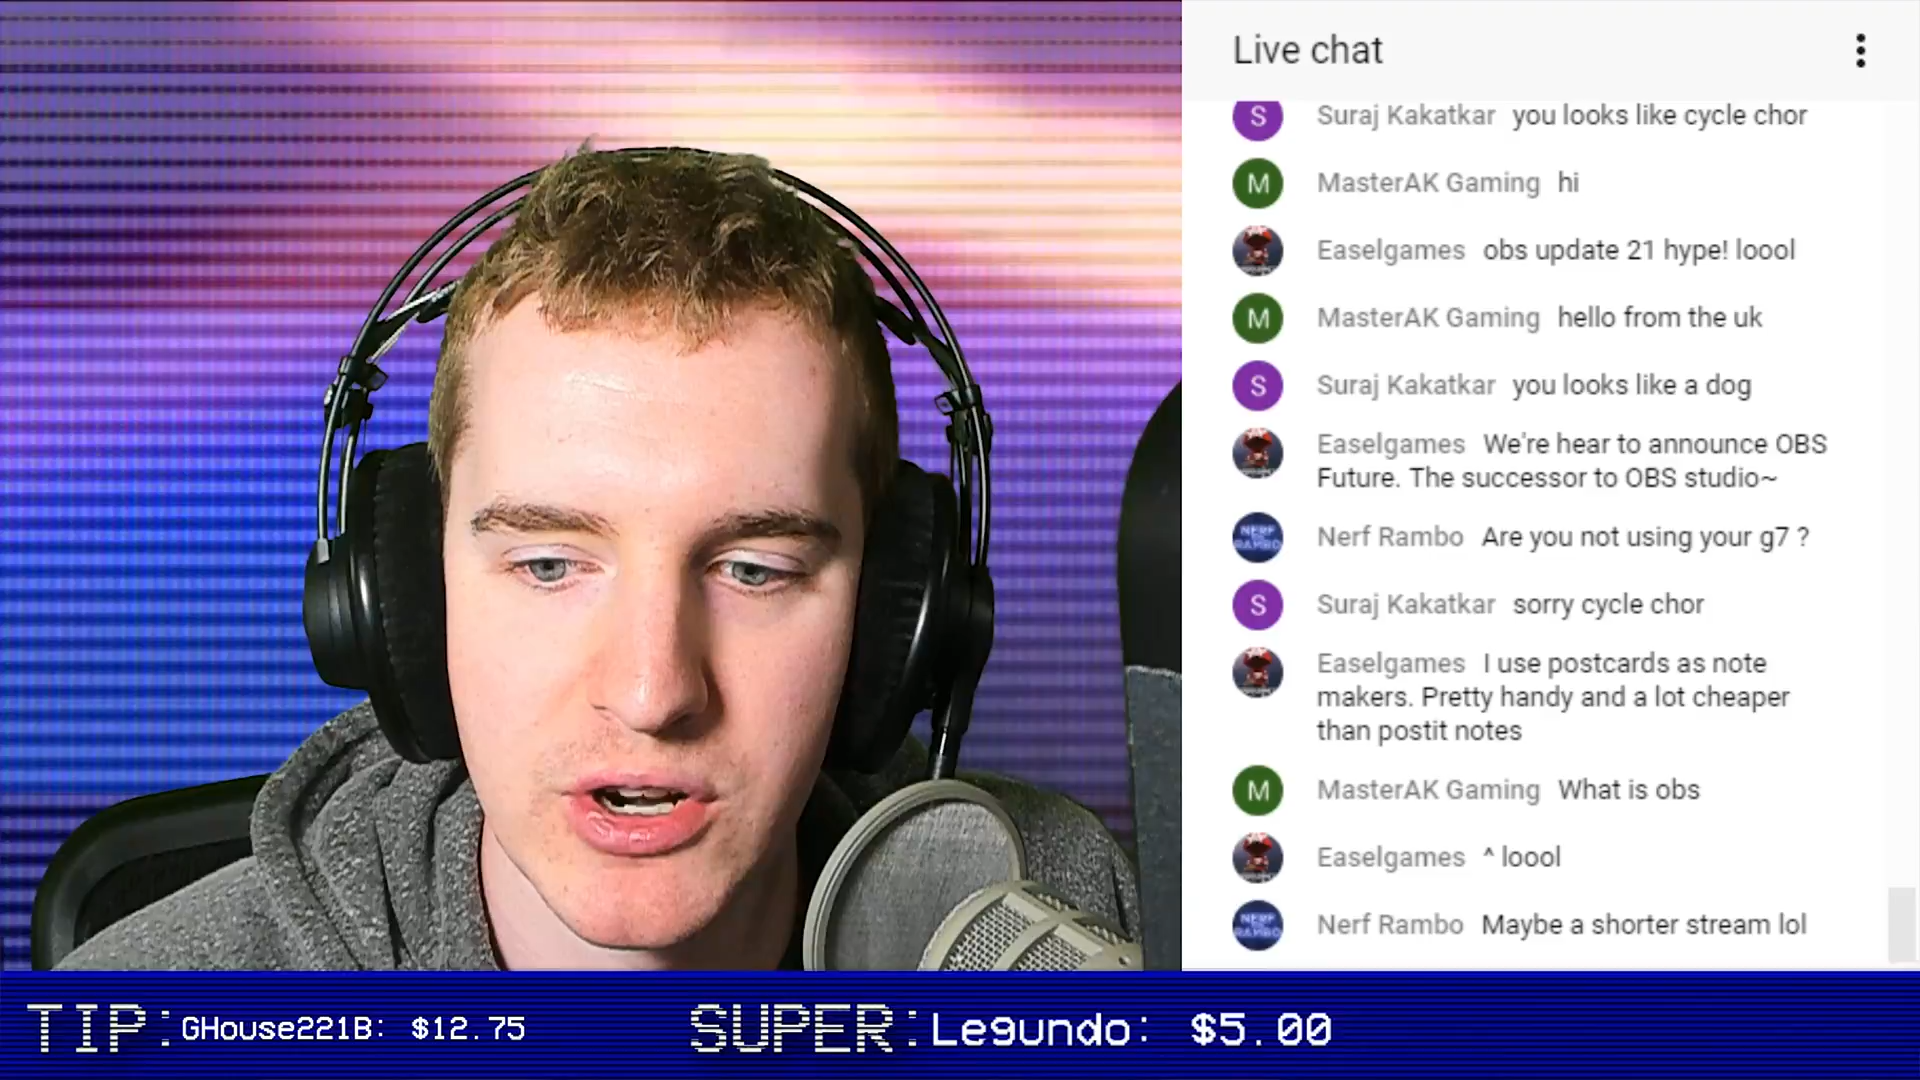 Live chat
S Suraj Kakatkar you looks like cycle chor
M MasterAK Gaming hi
Easelgames obs update 21 hype! loool
M MasterAK Gaming hello from the uk
S Suraj Kakatkar you looks like a dog
Easelgames We're hear to announce OBS
Future. The successor to OBS studio~
NERF RAMBO Nerf Rambo Are you not using your g7 ?
S Suraj Kakatkar sorry cycle chor
Easelgames I use postcards as note
makers. Pretty handy and a lot cheaper
than postit notes
M MasterAK Gaming What is obs
Easelgames ^ loool
NERF RAMBO Nerf Rambo Maybe a shorter stream lol
TIP: GHouse221B: $12.75 SUPER: Legundo: $5.00